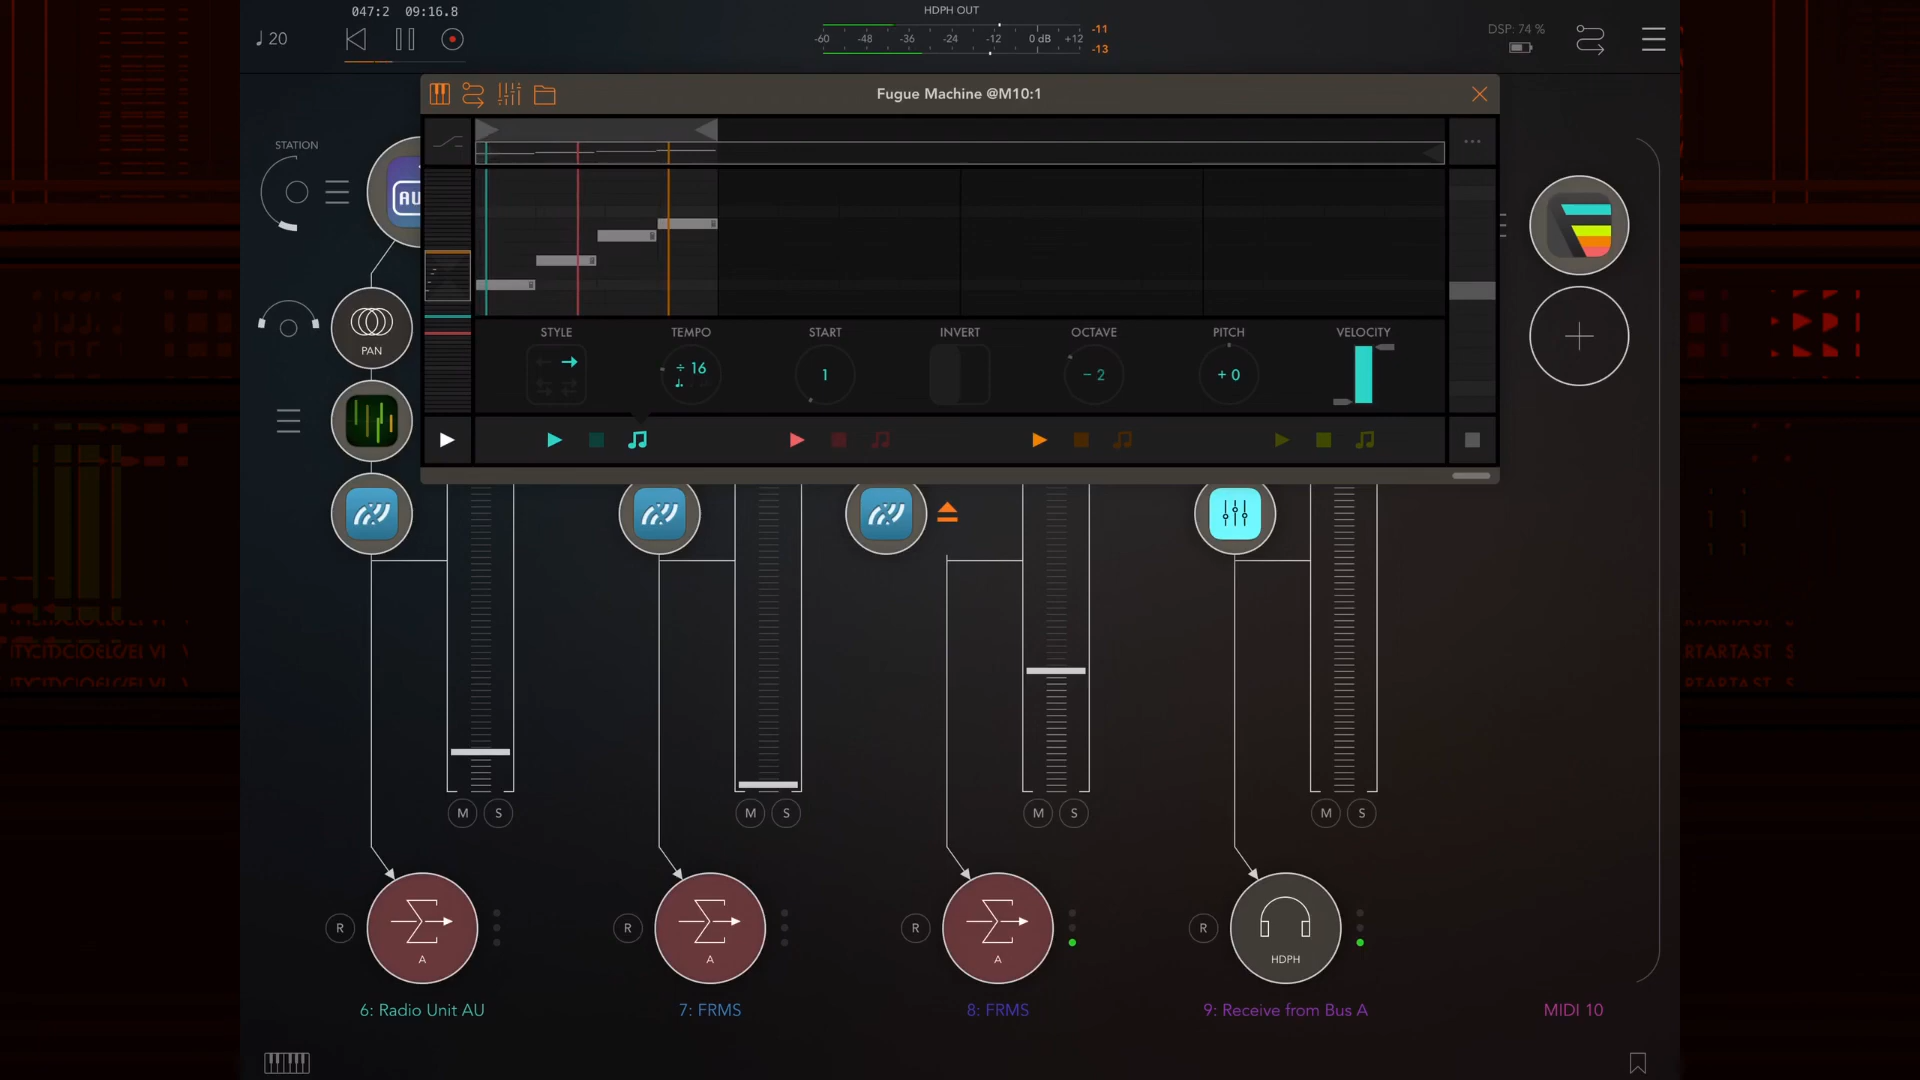 047:2 09:16.8
HDPH OUT
♩ 20
-60 -48 -36 -24 -12 0 dB +12
-11
-13
DSP: 74 %
Fugue Machine @M10:1
STATION
AU
PAN
STYLE TEMPO START INVERT OCTAVE PITCH VELOCITY
÷ 16 1 − 2 + 0
M S M S M S M S
R A R A R A R HDPH
6: Radio Unit AU 7: FRMS 8: FRMS 9: Receive from Bus A MIDI 10